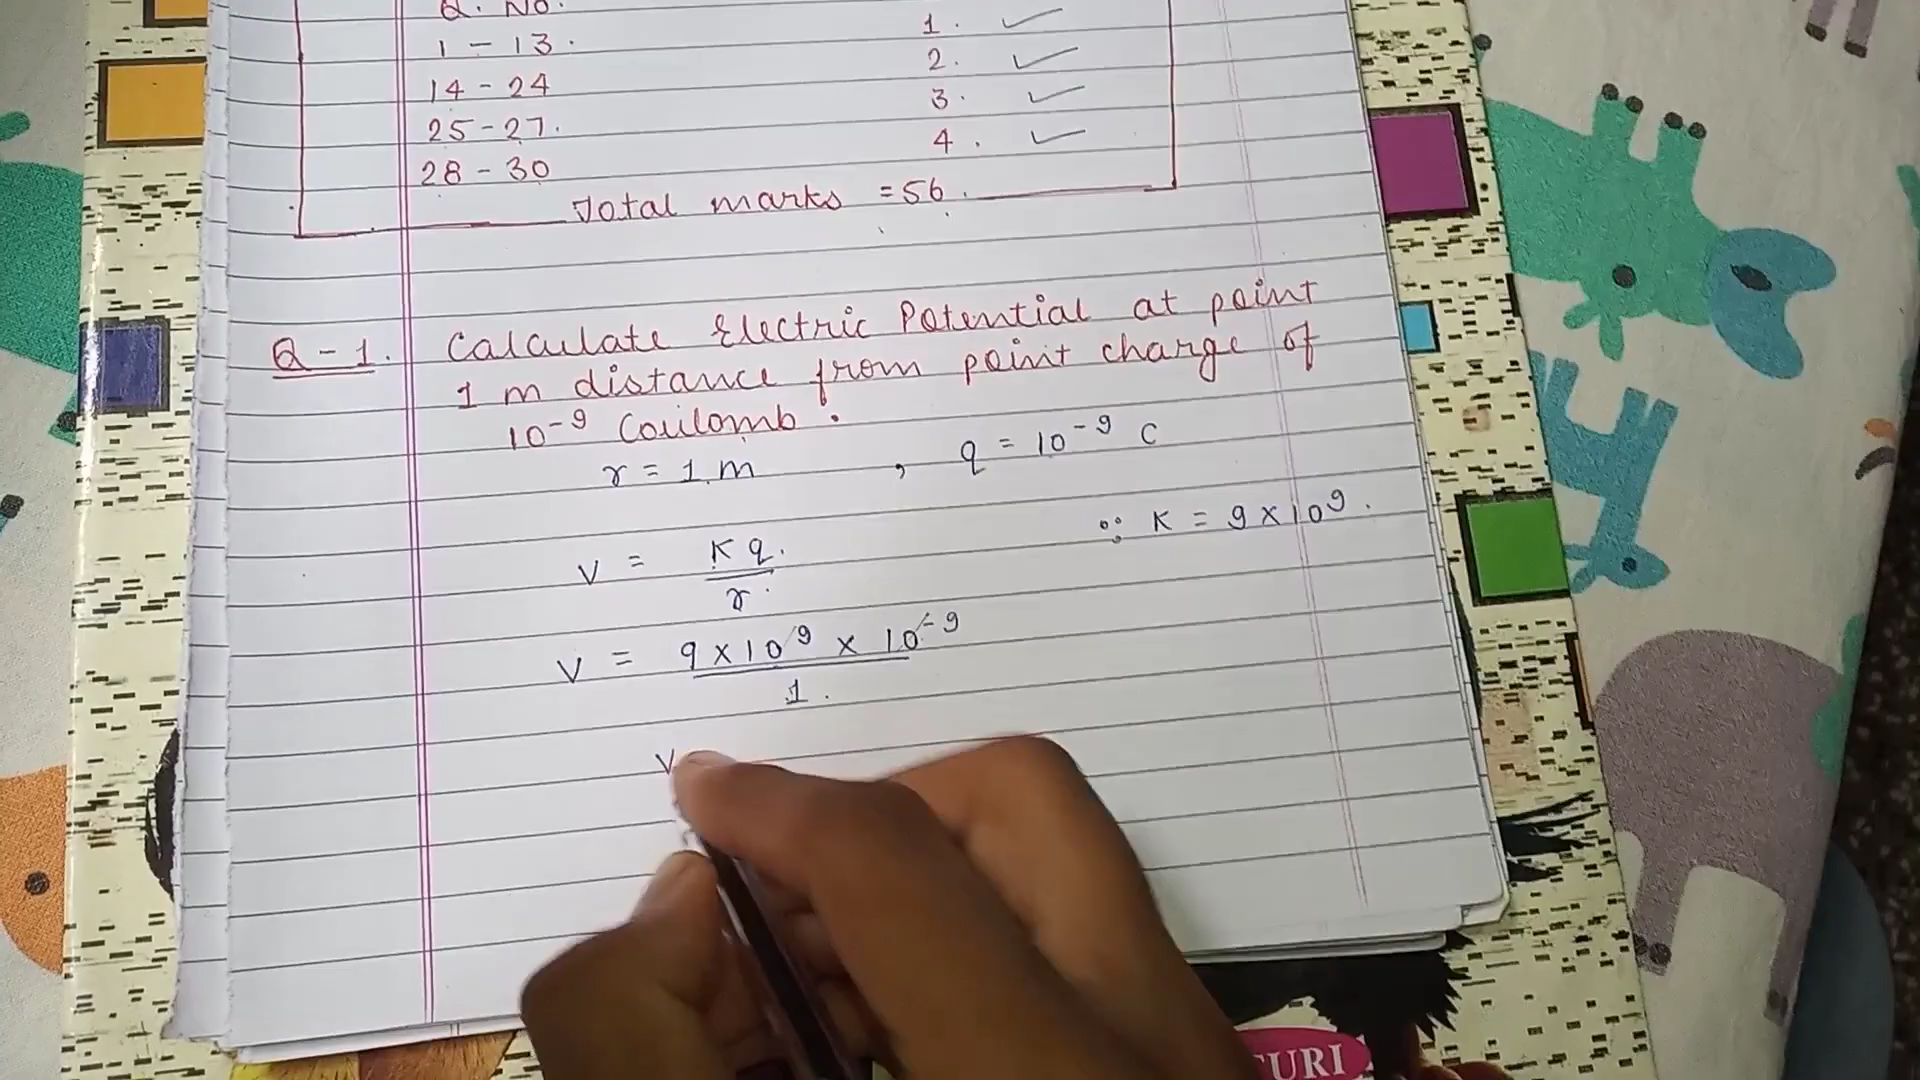 Q. No.
1 - 13. 1. ✓
14 - 24 2. ✓
25 - 27. 3. ✓
28 - 30 4. ✓
Total marks = 56.
Q-1. Calculate Electric Potential at point
1 m distance from point charge of
10⁻⁹ Coulomb.
r = 1 m , q = 10⁻⁹ C
V = Kq/r. ∵ K = 9 × 10⁹.
V = 9 × 10⁹ × 10⁻⁹ / 1.
V
TURI